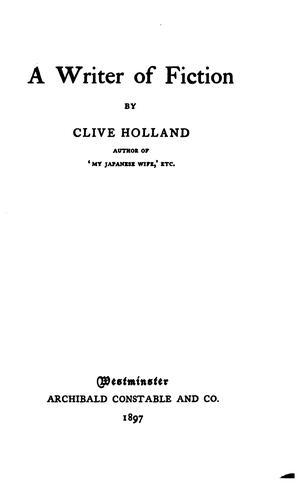 A Writer of Fiction
BY
CLIVE HOLLAND
AUTHOR OF
‘MY JAPANESE WIFE,’ ETC.
Westminster
ARCHIBALD CONSTABLE AND CO.
1897